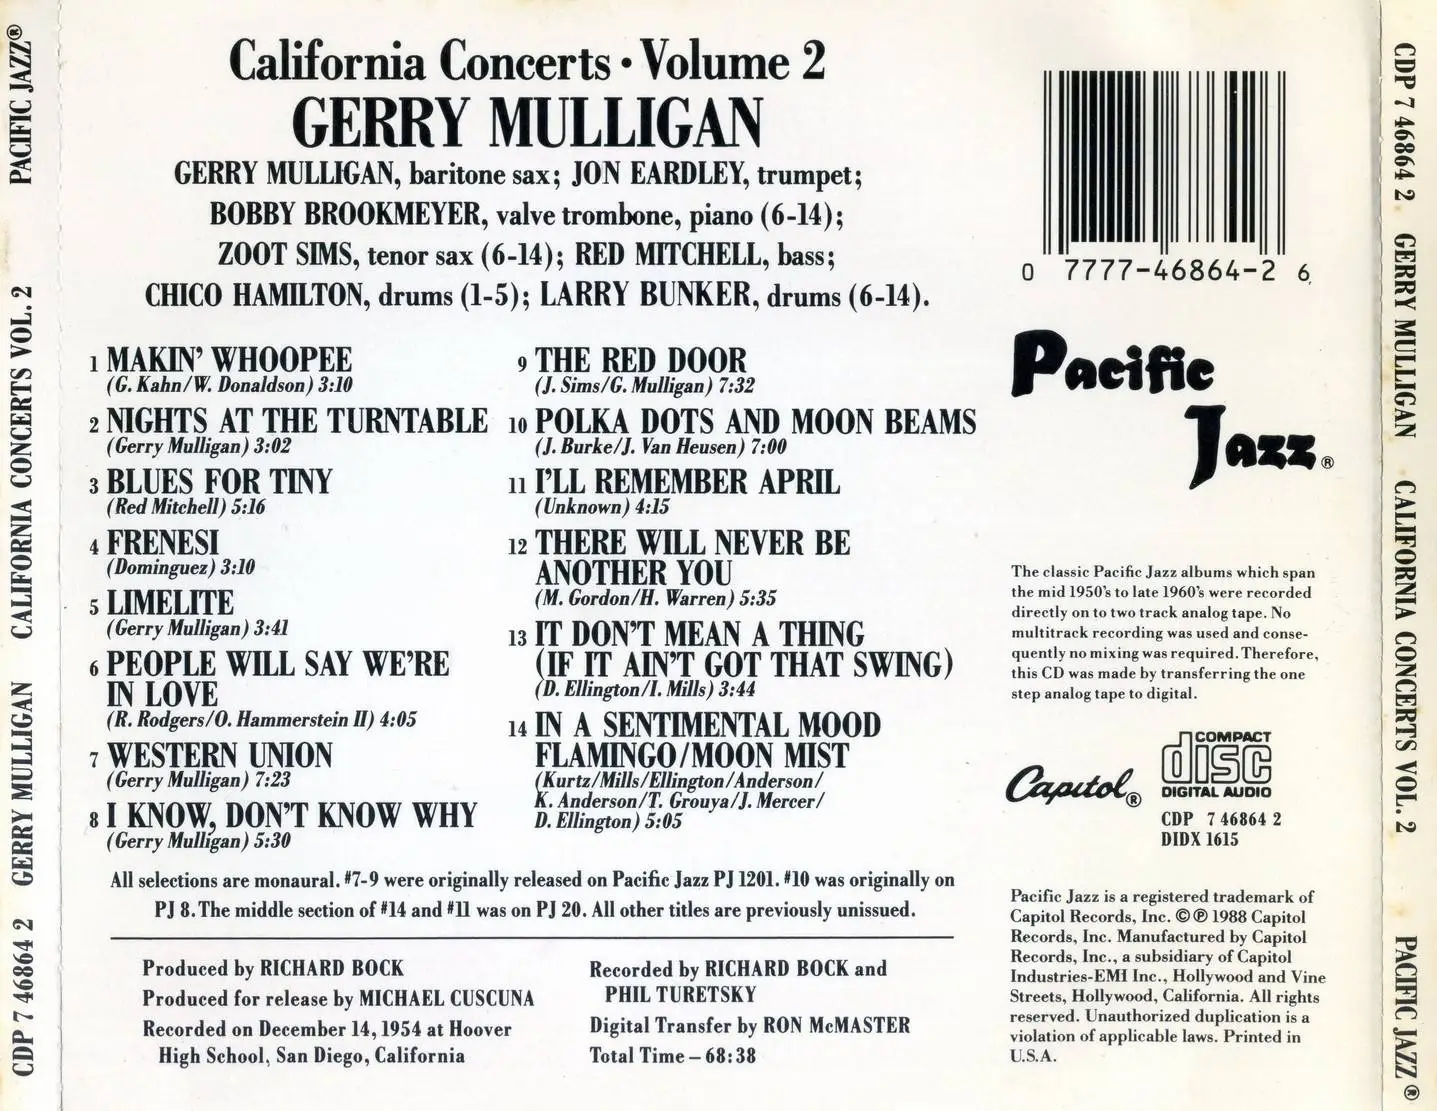 PACIFIC JAZZ®
CALIFORNIA CONCERTS VOL. 2
GERRY MULLIGAN
CDP 7 46864 2
California Concerts • Volume 2
GERRY MULLIGAN
GERRY MULLIGAN, baritone sax; JON EARDLEY, trumpet;
BOBBY BROOKMEYER, valve trombone, piano (6-14);
ZOOT SIMS, tenor sax (6-14); RED MITCHELL, bass;
CHICO HAMILTON, drums (1-5); LARRY BUNKER, drums (6-14).
1 MAKIN' WHOOPEE
(G. Kahn/W. Donaldson) 3:10
2 NIGHTS AT THE TURNTABLE
(Gerry Mulligan) 3:02
3 BLUES FOR TINY
(Red Mitchell) 5:16
4 FRENESI
(Dominguez) 3:10
5 LIMELITE
(Gerry Mulligan) 3:41
6 PEOPLE WILL SAY WE'RE
IN LOVE
(R. Rodgers/O. Hammerstein II) 4:05
7 WESTERN UNION
(Gerry Mulligan) 7:23
8 I KNOW, DON'T KNOW WHY
(Gerry Mulligan) 5:30
9 THE RED DOOR
(J. Sims/G. Mulligan) 7:32
10 POLKA DOTS AND MOON BEAMS
(J. Burke/J. Van Heusen) 7:00
11 I'LL REMEMBER APRIL
(Unknown) 4:15
12 THERE WILL NEVER BE
ANOTHER YOU
(M. Gordon/H. Warren) 5:35
13 IT DON'T MEAN A THING
(IF IT AIN'T GOT THAT SWING)
(D. Ellington/I. Mills) 3:44
14 IN A SENTIMENTAL MOOD
FLAMINGO/MOON MIST
(Kurtz/Mills/Ellington/Anderson/
K. Anderson/T. Grouya/J. Mercer/
D. Ellington) 5:05
All selections are monaural. #7-9 were originally released on Pacific Jazz PJ 1201. #10 was originally on
PJ 8. The middle section of #14 and #11 was on PJ 20. All other titles are previously unissued.
Produced by RICHARD BOCK
Produced for release by MICHAEL CUSCUNA
Recorded on December 14, 1954 at Hoover
High School, San Diego, California
Recorded by RICHARD BOCK and
PHIL TURETSKY
Digital Transfer by RON McMASTER
Total Time – 68:38
0 7777-46864-2 6
Pacific
Jazz®
The classic Pacific Jazz albums which span
the mid 1950's to late 1960's were recorded
directly on to two track analog tape. No
multitrack recording was used and conse-
quently no mixing was required. Therefore,
this CD was made by transferring the one
step analog tape to digital.
Capitol®
COMPACT
disc
DIGITAL AUDIO
CDP 7 46864 2
DIDX 1615
Pacific Jazz is a registered trademark of
Capitol Records, Inc. © ℗ 1988 Capitol
Records, Inc. Manufactured by Capitol
Records, Inc., a subsidiary of Capitol
Industries-EMI Inc., Hollywood and Vine
Streets, Hollywood, California. All rights
reserved. Unauthorized duplication is a
violation of applicable laws. Printed in
U.S.A.
CDP 7 46864 2
GERRY MULLIGAN
CALIFORNIA CONCERTS VOL. 2
PACIFIC JAZZ®